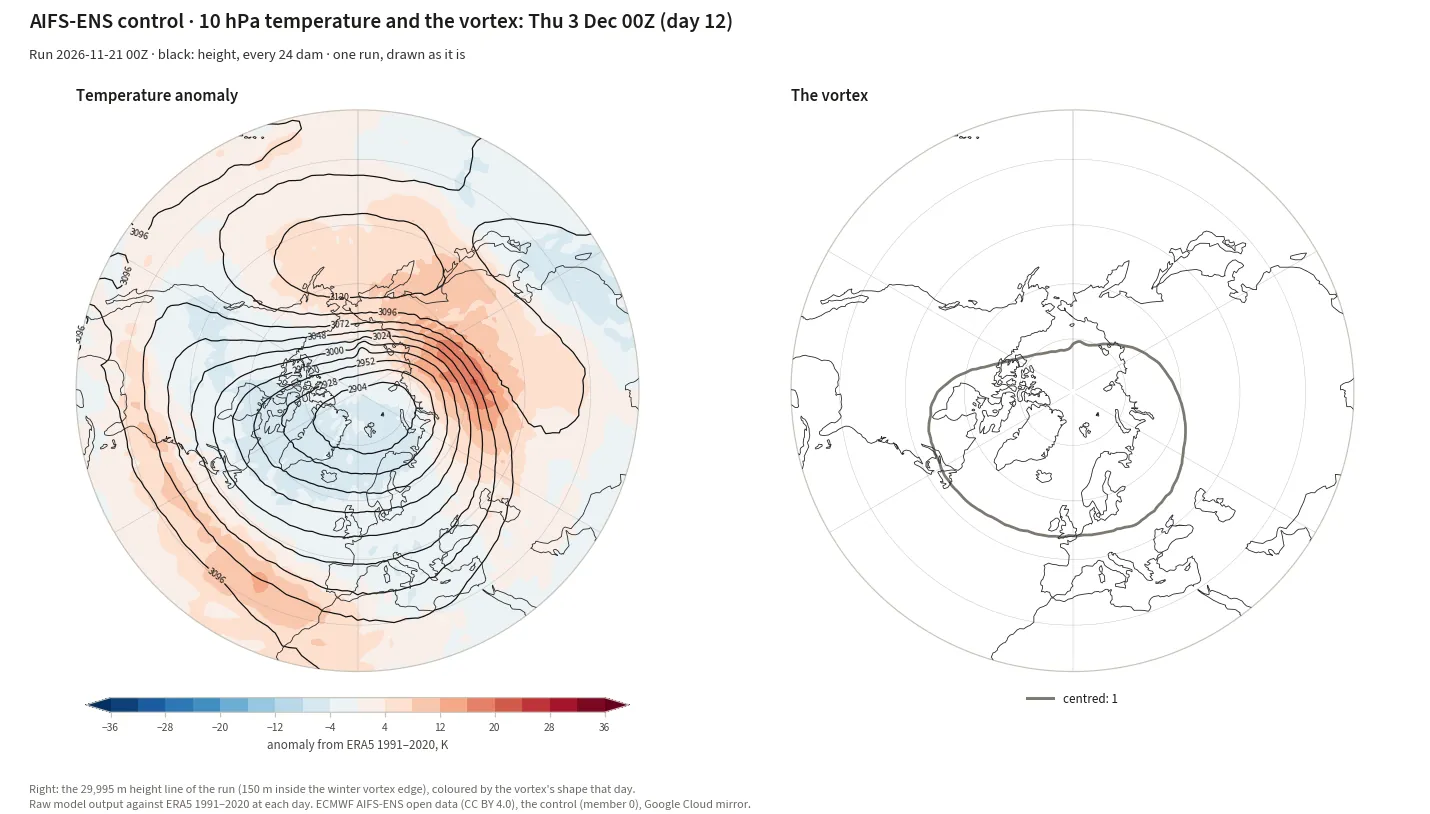 AIFS-ENS control · 10 hPa temperature and the vortex: Thu 3 Dec 00Z (day 12)
Run 2026-11-21 00Z · black: height, every 24 dam · one run, drawn as it is
Temperature anomaly
The vortex
3096
3096
3096
3120
3096
3072
3048
3024
3000
2952
2928
2904
3096
centred: 1
−36 −28 −20 −12 −4 4 12 20 28 36
anomaly from ERA5 1991–2020, K
Right: the 29,995 m height line of the run (150 m inside the winter vortex edge), coloured by the vortex's shape that day.
Raw model output against ERA5 1991–2020 at each day. ECMWF AIFS-ENS open data (CC BY 4.0), the control (member 0), Google Cloud mirror.